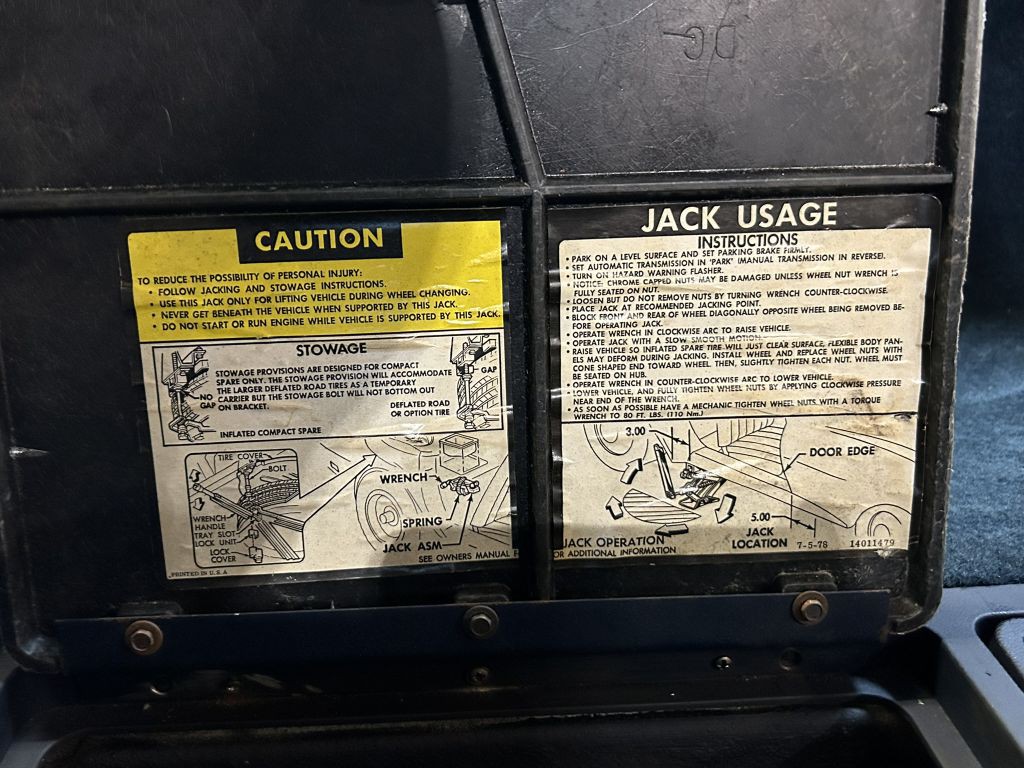 DC
CAUTION
TO REDUCE THE POSSIBILITY OF PERSONAL INJURY:
• FOLLOW JACKING AND STOWAGE INSTRUCTIONS.
• USE THIS JACK ONLY FOR LIFTING VEHICLE DURING WHEEL CHANGING.
• NEVER GET BENEATH THE VEHICLE WHEN SUPPORTED BY THIS JACK.
• DO NOT START OR RUN ENGINE WHILE VEHICLE IS SUPPORTED BY THIS JACK.
STOWAGE
STOWAGE PROVISIONS ARE DESIGNED FOR COMPACT
SPARE ONLY. THE STOWAGE PROVISION WILL ACCOMMODATE
THE LARGER DEFLATED ROAD TIRES AS A TEMPORARY
CARRIER BUT THE STOWAGE BOLT WILL NOT BOTTOM OUT
ON BRACKET.
NO
GAP
GAP
DEFLATED ROAD
OR OPTION TIRE
INFLATED COMPACT SPARE
TIRE COVER
BOLT
WRENCH
HANDLE
TRAY SLOT
LOCK UNIT
LOCK
COVER
WRENCH
SPRING
JACK ASM
SEE OWNERS MANUAL F
PRINTED IN U.S.A
JACK USAGE
INSTRUCTIONS
• PARK ON A LEVEL SURFACE AND SET PARKING BRAKE FIRMLY.
• SET AUTOMATIC TRANSMISSION IN 'PARK' (MANUAL TRANSMISSION IN REVERSE).
• TURN ON HAZARD WARNING FLASHER.
• NOTICE: CHROME CAPPED NUTS MAY BE DAMAGED UNLESS WHEEL NUT WRENCH IS
FULLY SEATED ON NUT.
• LOOSEN BUT DO NOT REMOVE NUTS BY TURNING WRENCH COUNTER-CLOCKWISE.
• PLACE JACK AT RECOMMENDED JACKING POINT.
• BLOCK FRONT AND REAR OF WHEEL DIAGONALLY OPPOSITE WHEEL BEING REMOVED BE-
FORE OPERATING JACK.
• OPERATE WRENCH IN CLOCKWISE ARC TO RAISE VEHICLE.
• OPERATE JACK WITH A SLOW SMOOTH MOTION.
• RAISE VEHICLE SO INFLATED SPARE TIRE WILL JUST CLEAR SURFACE, FLEXIBLE BODY PAN-
ELS MAY DEFORM DURING JACKING. INSTALL WHEEL AND REPLACE WHEEL NUTS WITH
CONE SHAPED END TOWARD WHEEL. THEN, SLIGHTLY TIGHTEN EACH NUT. WHEEL MUST
BE SEATED ON HUB.
• OPERATE WRENCH IN COUNTER-CLOCKWISE ARC TO LOWER VEHICLE.
• LOWER VEHICLE, AND FULLY TIGHTEN WHEEL NUTS BY APPLYING CLOCKWISE PRESSURE
NEAR END OF THE WRENCH.
• AS SOON AS POSSIBLE HAVE A MECHANIC TIGHTEN WHEEL NUTS WITH A TORQUE
WRENCH TO 80 FT. LBS. (110 Nm.)
3.00
DOOR EDGE
5.00
JACK OPERATION
JACK
LOCATION
7-5-78
14011479
OR ADDITIONAL INFORMATION